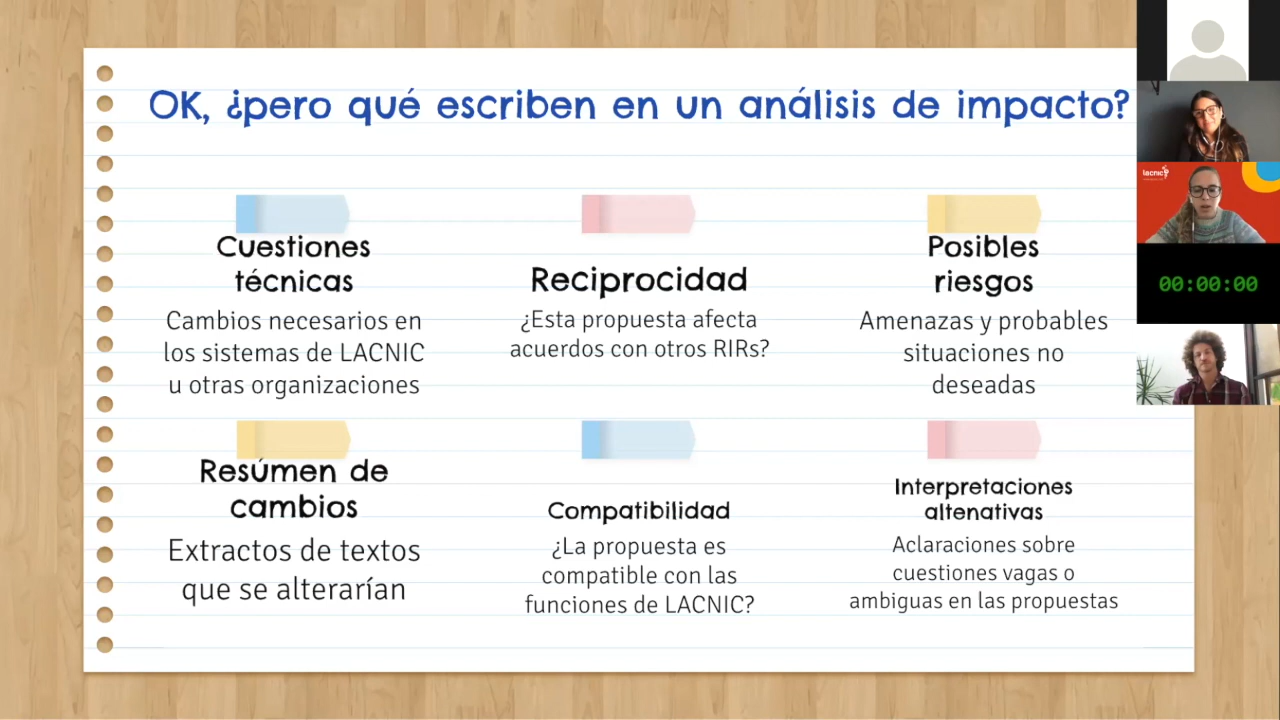 OK, ¿pero qué escriben en un análisis de impacto?
Cuestiones
técnicas
Cambios necesarios en
los sistemas de LACNIC
u otras organizaciones
Reciprocidad
¿Esta propuesta afecta
acuerdos con otros RIRs?
Posibles
riesgos
Amenazas y probables
situaciones no
deseadas
Resúmen de
cambios
Extractos de textos
que se alterarían
Compatibilidad
¿La propuesta es
compatible con las
funciones de LACNIC?
Interpretaciones
altenativas
Aclaraciones sobre
cuestiones vagas o
ambiguas en las propuestas
lacnic
00:00:00